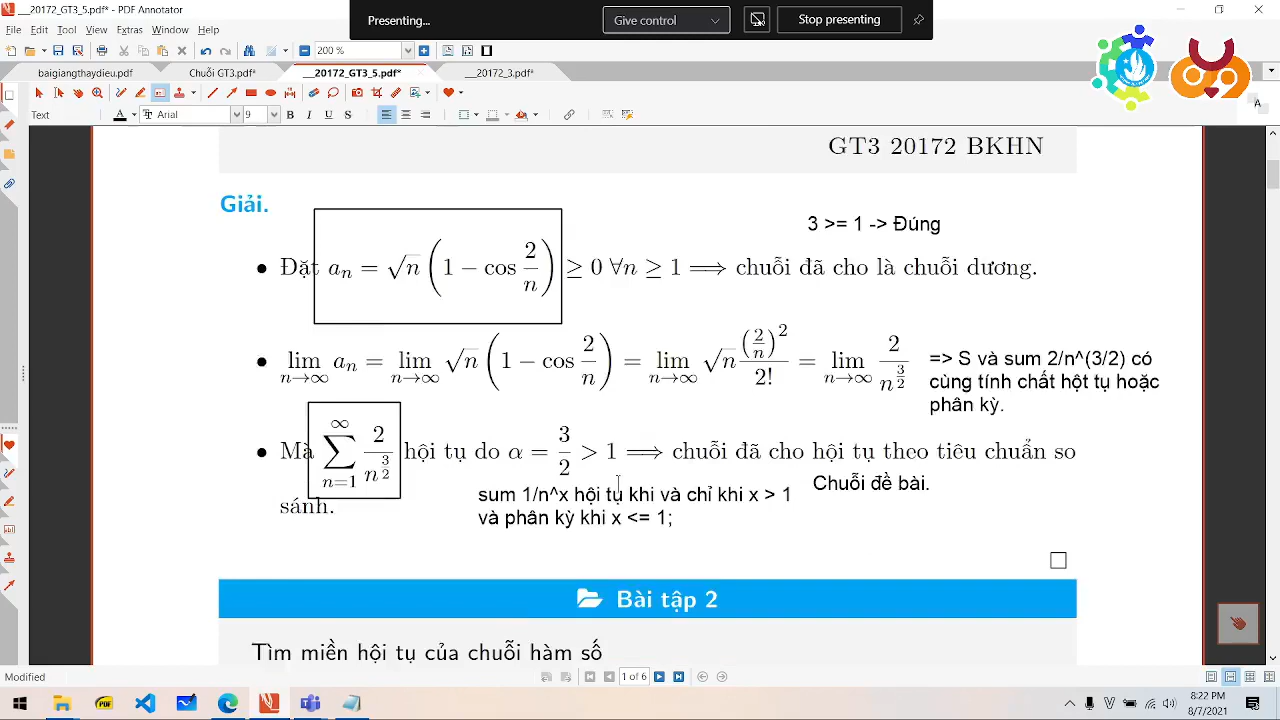 __20172_GT3_5.pdf* - PDF Annotator
Presenting...
Give control
Stop presenting
File Edit View Document Tool Window Help
200 %
baigiangthaydieu.pdf
Chuỗi GT3.pdf*
__20172_GT3_5.pdf*
__20172_3.pdf*
Text
A
Arial
9
B I U S
A
GT3 20172 BKHN
Giải.
3 >= 1 -> Đúng
• Đặt aₙ = √n (1 − cos 2/n) ≥ 0 ∀n ≥ 1 ⟹ chuỗi đã cho là chuỗi dương.
• lim n→∞ aₙ = lim n→∞ √n (1 − cos 2/n) = lim n→∞ √n (2/n)²/2! = lim n→∞ 2/n^(3/2)
=> S và sum 2/n^(3/2) có
cùng tính chất hột tụ hoặc
phân kỳ.
• Mà ∑ n=1 ∞ 2/n^(3/2) hội tụ do α = 3/2 > 1 ⟹ chuỗi đã cho hội tụ theo tiêu chuẩn so
sánh.
sum 1/n^x hội tụ khi và chỉ khi x > 1
và phân kỳ khi x <= 1;
Chuỗi đề bài.
Bài tập 2
Tìm miền hội tụ của chuỗi hàm số
Modified
1 of 6
8:22 PM
8/7/2021